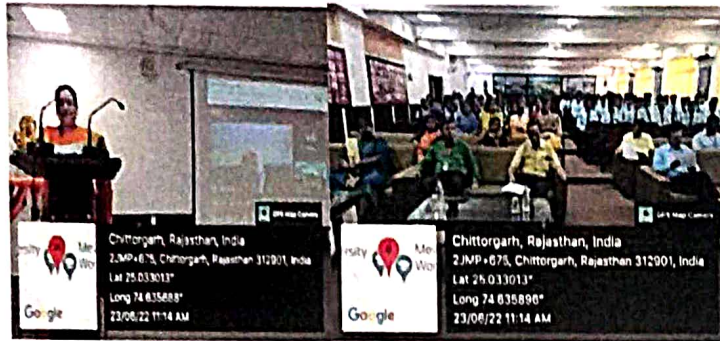 GPS Map Camera
Chittorgarh, Rajasthan, India
2JMP+675, Chittorgarh, Rajasthan 312901, India
Lat 25.033013°
Long 74.635888°
23/06/22 11:14 AM
Google
GPS Map Camera
Chittorgarh, Rajasthan, India
2JMP+675, Chittorgarh, Rajasthan 312901, India
Lat 25.033013°
Long 74.635896°
23/06/22 11:14 AM
Google